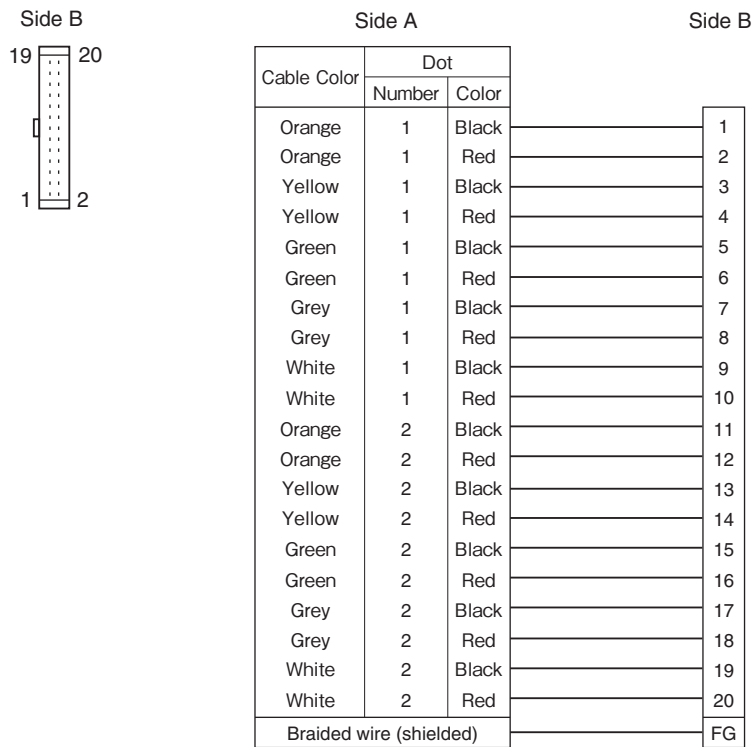 Side B
19 20
1 2
Side A Side B
Cable Color Dot
Number Color
Orange 1 Black 1
Orange 1 Red 2
Yellow 1 Black 3
Yellow 1 Red 4
Green 1 Black 5
Green 1 Red 6
Grey 1 Black 7
Grey 1 Red 8
White 1 Black 9
White 1 Red 10
Orange 2 Black 11
Orange 2 Red 12
Yellow 2 Black 13
Yellow 2 Red 14
Green 2 Black 15
Green 2 Red 16
Grey 2 Black 17
Grey 2 Red 18
White 2 Black 19
White 2 Red 20
Braided wire (shielded) FG